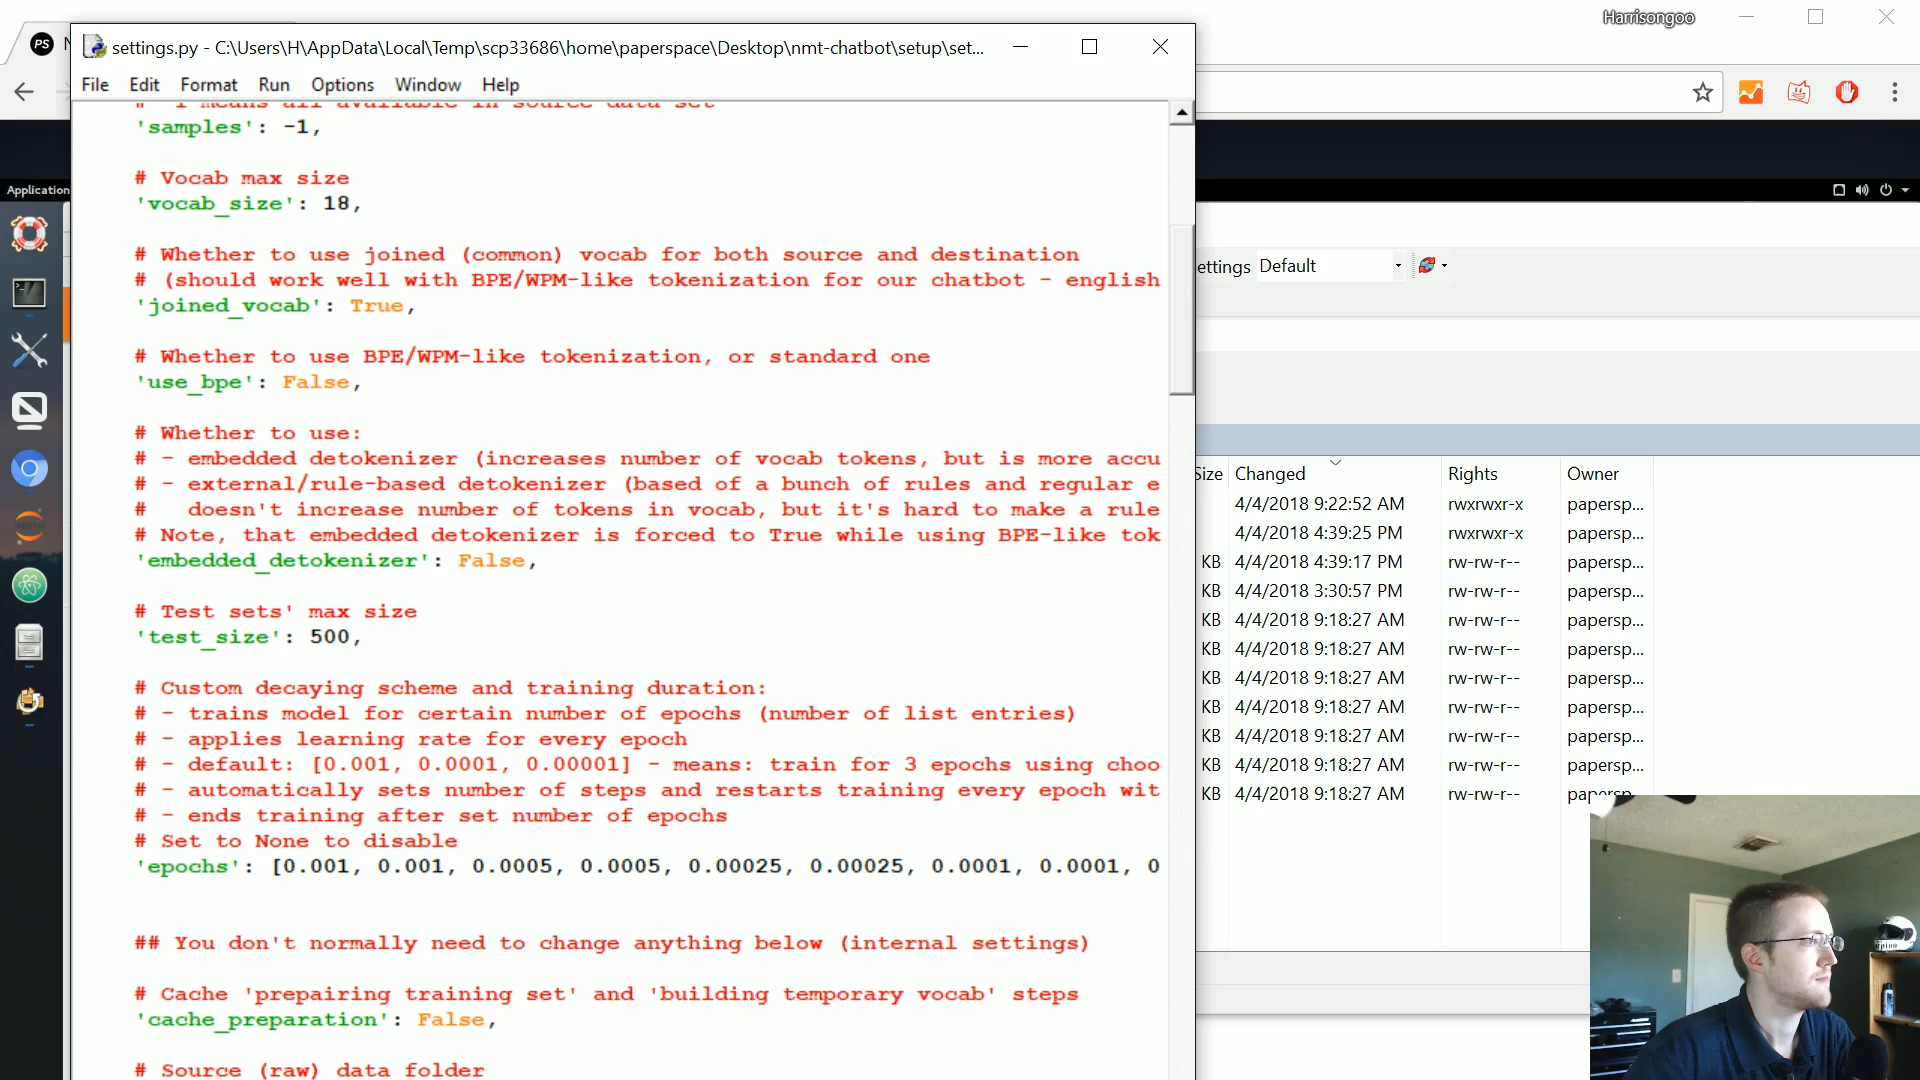 Harrisongoo
PS
settings.py - C:\Users\H\AppData\Local\Temp\scp33686\home\paperspace\Desktop\nmt-chatbot\setup\set...
File Edit Format Run Options Window Help
'samples': -1,
# Vocab max size
'vocab_size': 18,
# Whether to use joined (common) vocab for both source and destination
# (should work well with BPE/WPM-like tokenization for our chatbot - english
'joined_vocab': True,
# Whether to use BPE/WPM-like tokenization, or standard one
'use_bpe': False,
# Whether to use:
# - embedded detokenizer (increases number of vocab tokens, but is more accu
# - external/rule-based detokenizer (based of a bunch of rules and regular e
#   doesn't increase number of tokens in vocab, but it's hard to make a rule
# Note, that embedded detokenizer is forced to True while using BPE-like tok
'embedded_detokenizer': False,
# Test sets' max size
'test_size': 500,
# Custom decaying scheme and training duration:
# - trains model for certain number of epochs (number of list entries)
# - applies learning rate for every epoch
# - default: [0.001, 0.0001, 0.00001] - means: train for 3 epochs using choo
# - automatically sets number of steps and restarts training every epoch wit
# - ends training after set number of epochs
# Set to None to disable
'epochs': [0.001, 0.001, 0.0005, 0.0005, 0.00025, 0.00025, 0.0001, 0.0001, 0
## You don't normally need to change anything below (internal settings)
# Cache 'prepairing training set' and 'building temporary vocab' steps
'cache_preparation': False,
# Source (raw) data folder
Application
ettings Default
Size Changed Rights Owner
4/4/2018 9:22:52 AM rwxrwxr-x papersp...
4/4/2018 4:39:25 PM rwxrwxr-x papersp...
KB 4/4/2018 4:39:17 PM rw-rw-r-- papersp...
KB 4/4/2018 3:30:57 PM rw-rw-r-- papersp...
KB 4/4/2018 9:18:27 AM rw-rw-r-- papersp...
KB 4/4/2018 9:18:27 AM rw-rw-r-- papersp...
KB 4/4/2018 9:18:27 AM rw-rw-r-- papersp...
KB 4/4/2018 9:18:27 AM rw-rw-r-- papersp...
KB 4/4/2018 9:18:27 AM rw-rw-r-- papersp...
KB 4/4/2018 9:18:27 AM rw-rw-r-- papersp...
KB 4/4/2018 9:18:27 AM rw-rw-r--